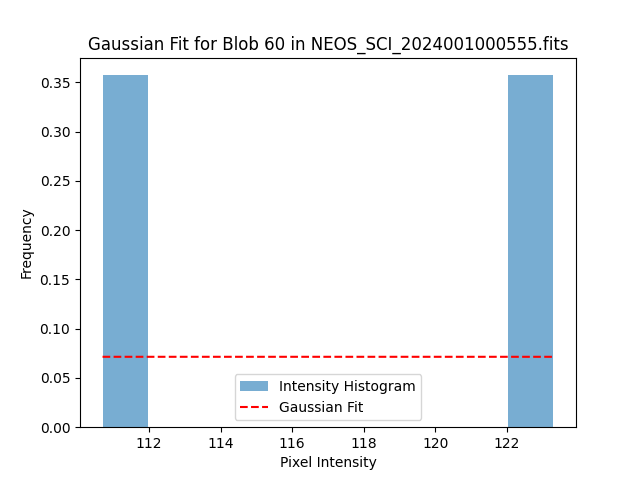 Gaussian Fit for Blob 60 in NEOS_SCI_2024001000555.fits
0.35
0.30
0.25
0.20
0.15
0.10
0.05
0.00
Frequency
112 114 116 118 120 122
Pixel Intensity
Intensity Histogram
Gaussian Fit